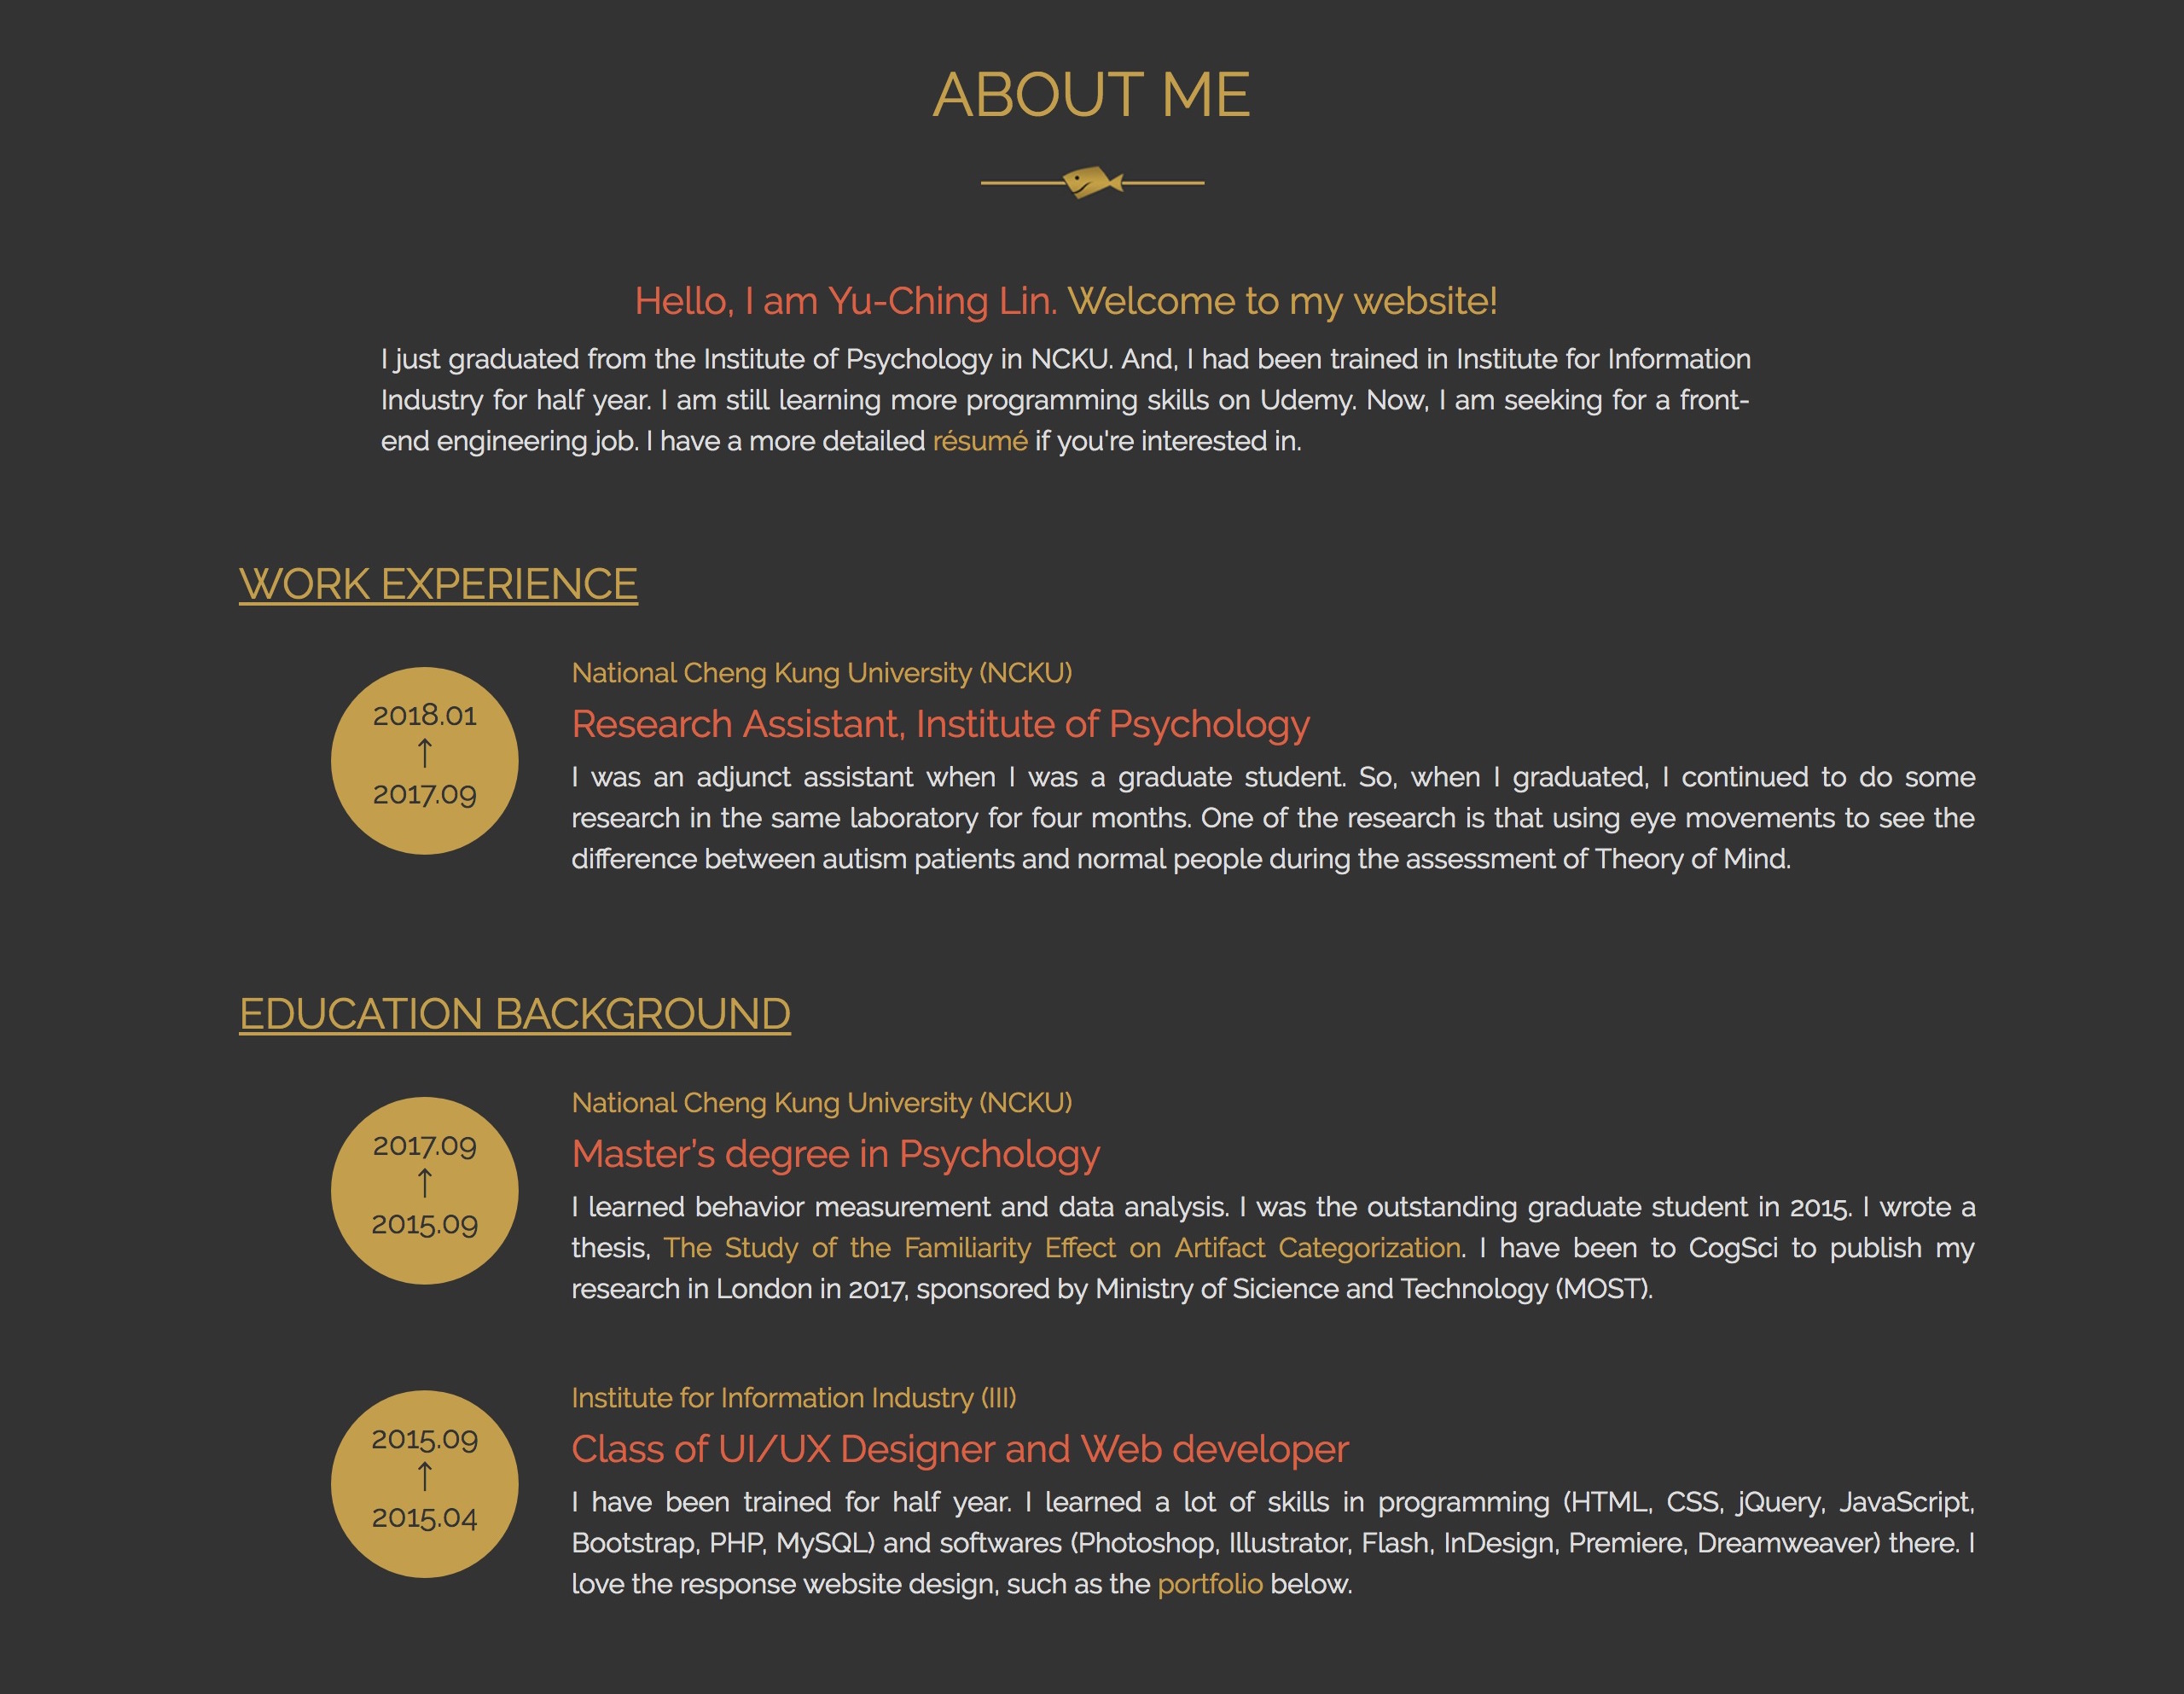 ABOUT ME
Hello, I am Yu-Ching Lin. Welcome to my website!
I just graduated from the Institute of Psychology in NCKU. And, I had been trained in Institute for Information
Industry for half year. I am still learning more programming skills on Udemy. Now, I am seeking for a front-
end engineering job. I have a more detailed résumé if you're interested in.
WORK EXPERIENCE
2018.01
↑
2017.09
National Cheng Kung University (NCKU)
Research Assistant, Institute of Psychology
I was an adjunct assistant when I was a graduate student. So, when I graduated, I continued to do some
research in the same laboratory for four months. One of the research is that using eye movements to see the
difference between autism patients and normal people during the assessment of Theory of Mind.
EDUCATION BACKGROUND
2017.09
↑
2015.09
National Cheng Kung University (NCKU)
Master's degree in Psychology
I learned behavior measurement and data analysis. I was the outstanding graduate student in 2015. I wrote a
thesis, The Study of the Familiarity Effect on Artifact Categorization. I have been to CogSci to publish my
research in London in 2017, sponsored by Ministry of Sicience and Technology (MOST).
2015.09
↑
2015.04
Institute for Information Industry (III)
Class of UI/UX Designer and Web developer
I have been trained for half year. I learned a lot of skills in programming (HTML, CSS, jQuery, JavaScript,
Bootstrap, PHP, MySQL) and softwares (Photoshop, Illustrator, Flash, InDesign, Premiere, Dreamweaver) there. I
love the response website design, such as the portfolio below.